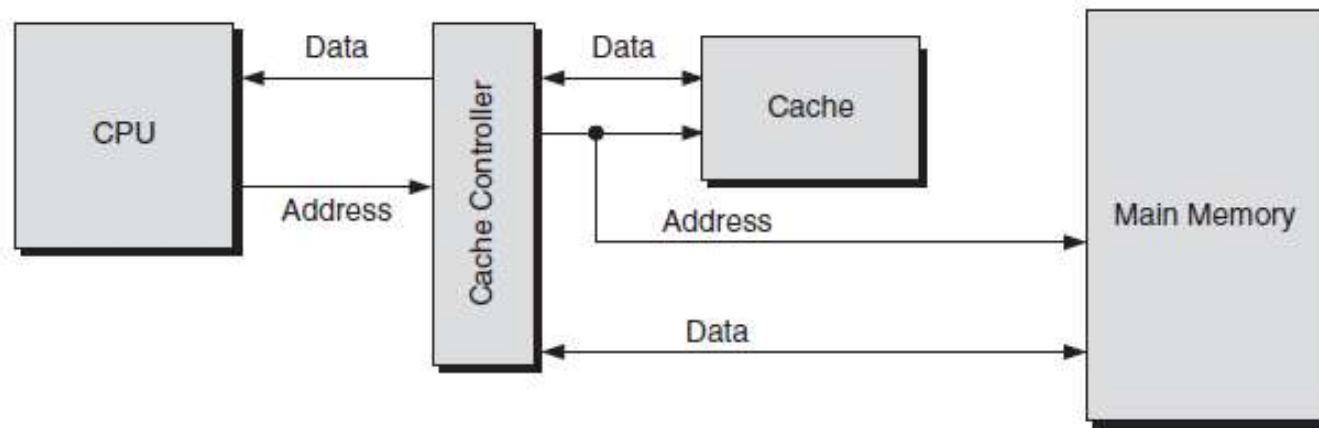 Data
Data
CPU
Cache Controller
Cache
Address
Address
Main Memory
Data